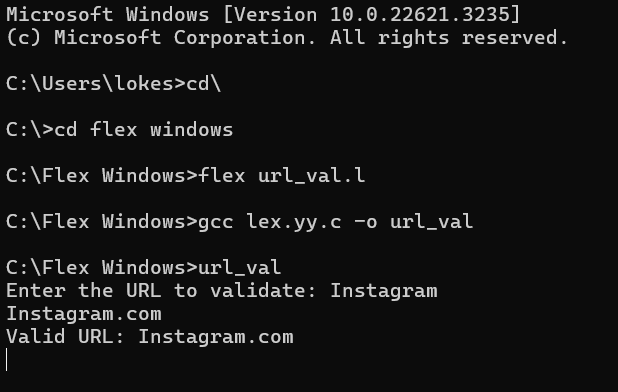 Microsoft Windows [Version 10.0.22621.3235]
(c) Microsoft Corporation. All rights reserved.
C:\Users\lokes>cd\
C:\>cd flex windows
C:\Flex Windows>flex url_val.l
C:\Flex Windows>gcc lex.yy.c -o url_val
C:\Flex Windows>url_val
Enter the URL to validate: Instagram
Instagram.com
Valid URL: Instagram.com